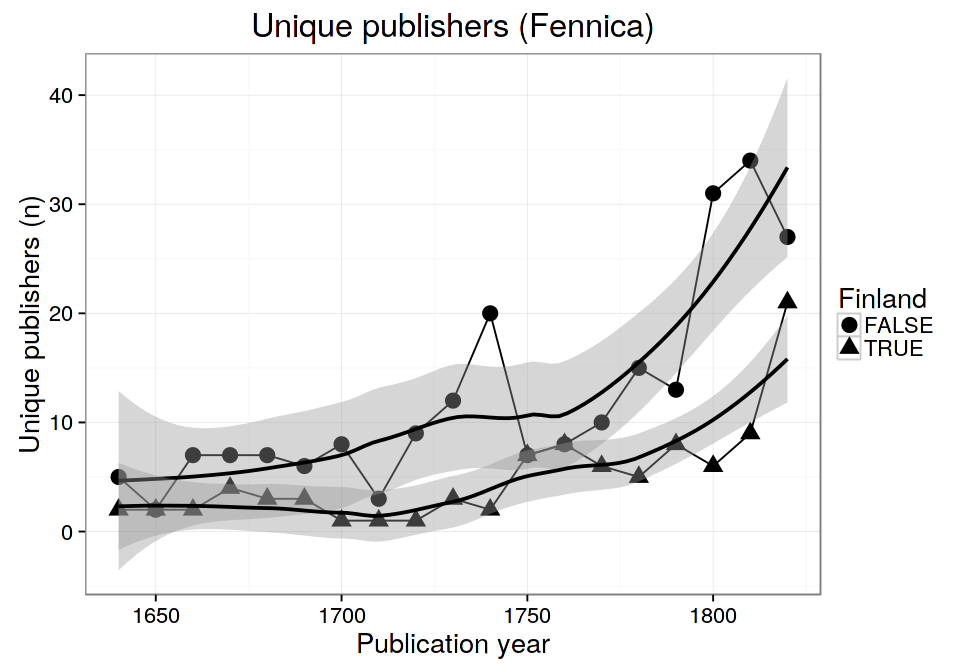 Unique publishers (Fennica)
Unique publishers (n)
40
30
20
10
0
1650 1700 1750 1800
Publication year
Finland
FALSE
TRUE